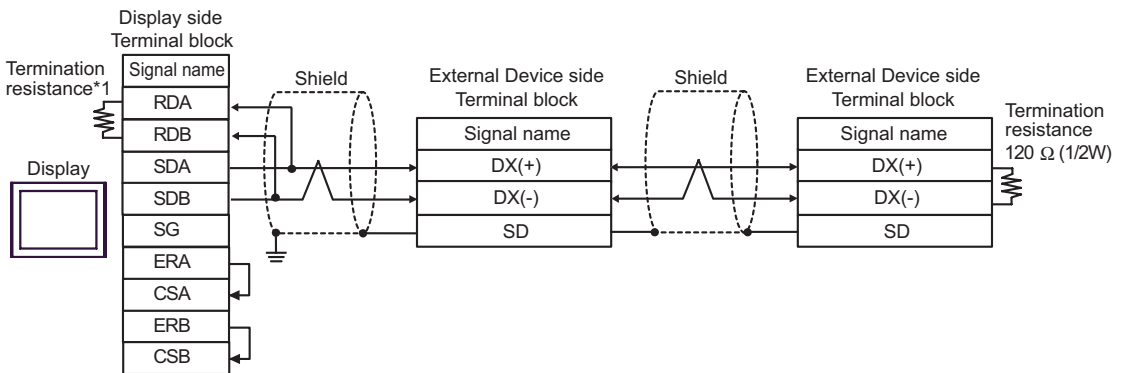 Display side
Terminal block
Termination
resistance*1
Signal name
RDA
RDB
SDA
SDB
SG
ERA
CSA
ERB
CSB
Display
Shield
External Device side
Terminal block
Signal name
DX(+)
DX(-)
SD
Shield
External Device side
Terminal block
Signal name
DX(+)
DX(-)
SD
Termination
resistance
120 Ω (1/2W)